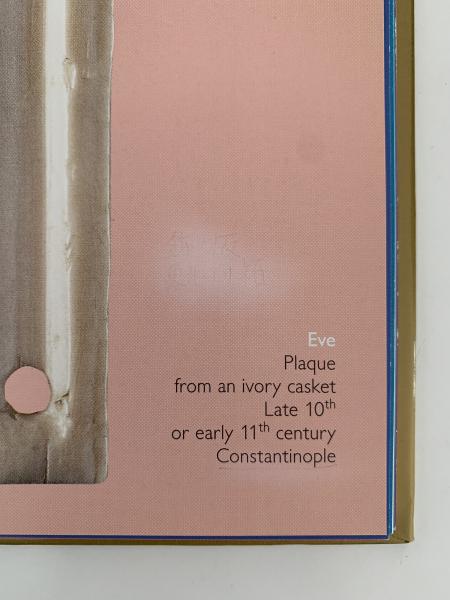 Eve
Plaque
from an ivory casket
Late 10th
or early 11th century
Constantinople